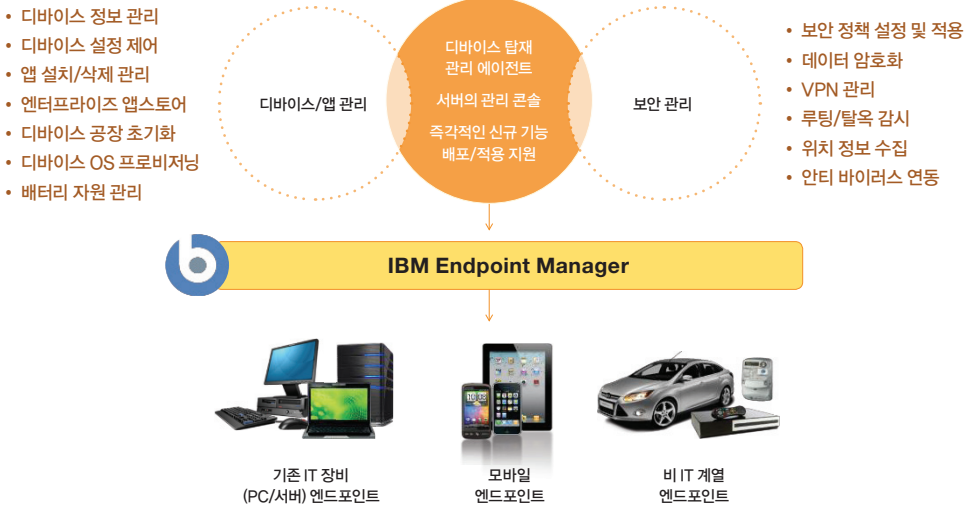 • 디바이스 정보 관리
• 디바이스 설정 제어
• 앱 설치/삭제 관리
• 엔터프라이즈 앱스토어
• 디바이스 공장 초기화
• 디바이스 OS 프로비저닝
• 배터리 자원 관리
디바이스/앱 관리
디바이스 탑재
관리 에이전트
서버의 관리 콘솔
즉각적인 신규 기능
배포/적용 지원
보안 관리
• 보안 정책 설정 및 적용
• 데이터 암호화
• VPN 관리
• 루팅/탈옥 감시
• 위치 정보 수집
• 안티 바이러스 연동
IBM Endpoint Manager
10:08
기존 IT 장비
(PC/서버) 엔드포인트
모바일
엔드포인트
비 IT 계열
엔드포인트